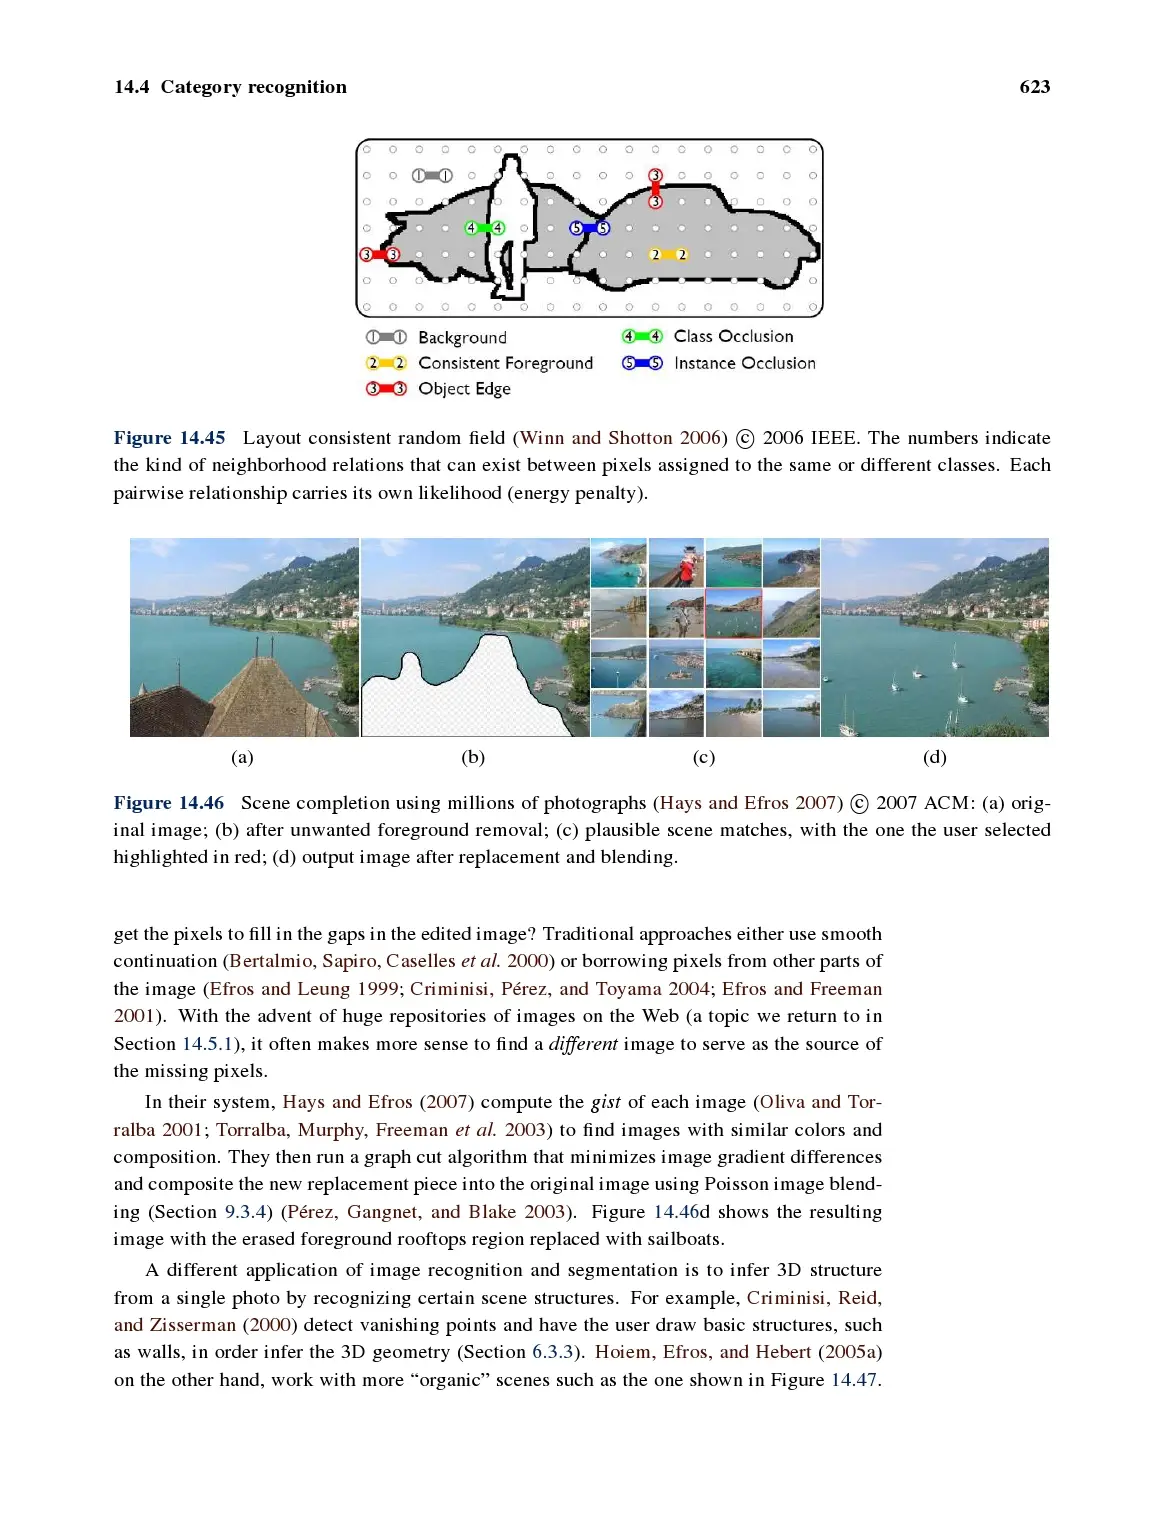 14.4 Category recognition 623
1 1
3
3
4 4
5 5
3 3
2 2
1 1 Background
4 4 Class Occlusion
2 2 Consistent Foreground
5 5 Instance Occlusion
3 3 Object Edge
Figure 14.45 Layout consistent random field (Winn and Shotton 2006) © 2006 IEEE. The numbers indicate
the kind of neighborhood relations that can exist between pixels assigned to the same or different classes. Each
pairwise relationship carries its own likelihood (energy penalty).
(a) (b) (c) (d)
Figure 14.46 Scene completion using millions of photographs (Hays and Efros 2007) © 2007 ACM: (a) orig-
inal image; (b) after unwanted foreground removal; (c) plausible scene matches, with the one the user selected
highlighted in red; (d) output image after replacement and blending.
get the pixels to fill in the gaps in the edited image? Traditional approaches either use smooth
continuation (Bertalmio, Sapiro, Caselles et al. 2000) or borrowing pixels from other parts of
the image (Efros and Leung 1999; Criminisi, Pérez, and Toyama 2004; Efros and Freeman
2001). With the advent of huge repositories of images on the Web (a topic we return to in
Section 14.5.1), it often makes more sense to find a different image to serve as the source of
the missing pixels.
In their system, Hays and Efros (2007) compute the gist of each image (Oliva and Tor-
ralba 2001; Torralba, Murphy, Freeman et al. 2003) to find images with similar colors and
composition. They then run a graph cut algorithm that minimizes image gradient differences
and composite the new replacement piece into the original image using Poisson image blend-
ing (Section 9.3.4) (Pérez, Gangnet, and Blake 2003). Figure 14.46d shows the resulting
image with the erased foreground rooftops region replaced with sailboats.
A different application of image recognition and segmentation is to infer 3D structure
from a single photo by recognizing certain scene structures. For example, Criminisi, Reid,
and Zisserman (2000) detect vanishing points and have the user draw basic structures, such
as walls, in order infer the 3D geometry (Section 6.3.3). Hoiem, Efros, and Hebert (2005a)
on the other hand, work with more “organic” scenes such as the one shown in Figure 14.47.